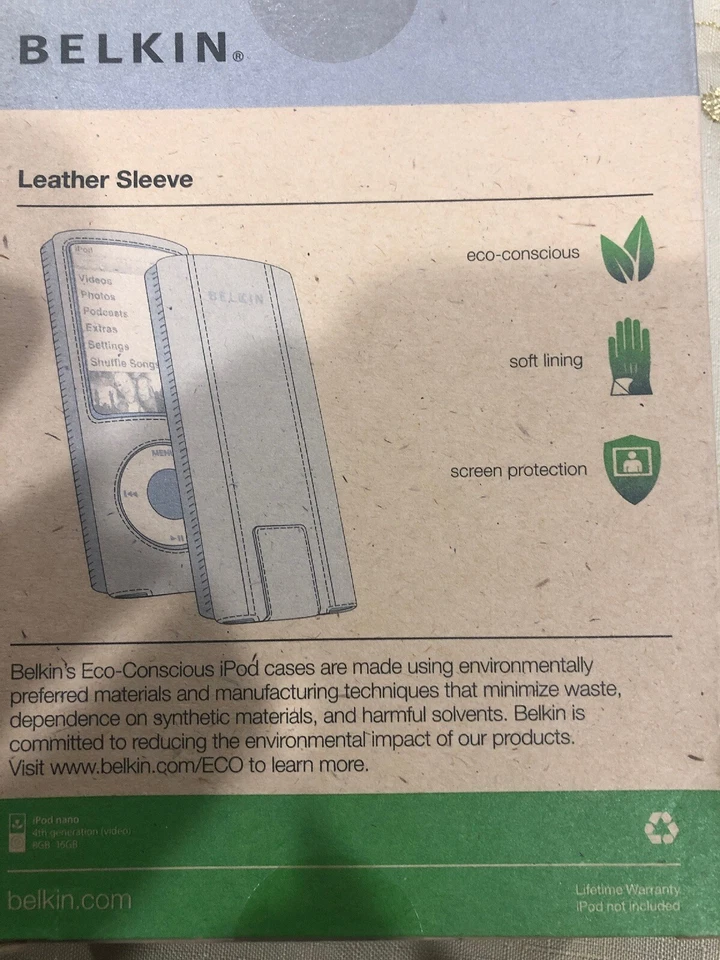 BELKIN®
Leather Sleeve
eco-conscious
soft lining
screen protection
iPod
Videos
Photos
Podcasts
Extras
Settings
Shuffle Song
MENU
BELKIN
Belkin's Eco-Conscious iPod cases are made using environmentally
preferred materials and manufacturing techniques that minimize waste,
dependence on synthetic materials, and harmful solvents. Belkin is
committed to reducing the environmental impact of our products.
Visit www.belkin.com/ECO to learn more.
iPod nano
4th generation (video)
8GB 16GB
belkin.com
Lifetime Warranty
iPod not included